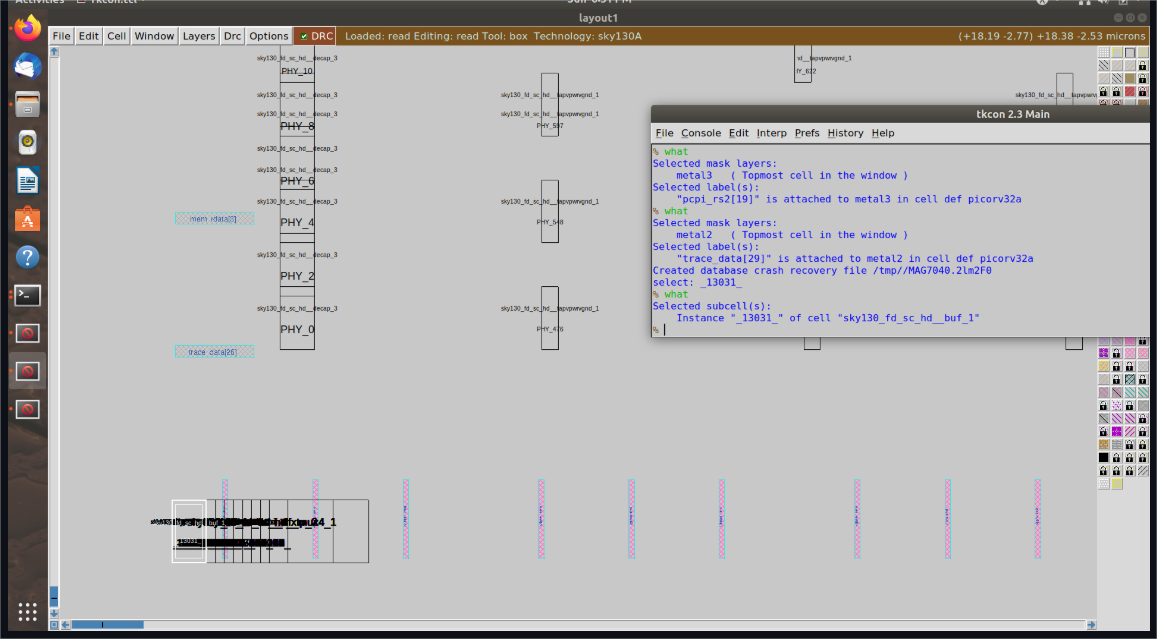 Activities
Tkcon.tcl
layout1
File Edit Cell Window Layers Drc Options DRC Loaded: read Editing: read Tool: box Technology: sky130A (+18.19 -2.77) +18.38 -2.53 microns
sky130_fd_sc_hd__decap_3
PHY_10
sky130_fd_sc_hd__decap_3
sky130_fd_sc_hd__tapvpwrvgnd_1
sky130_fd_sc_hd__decap_3
sky130_fd_sc_hd__tapvpwrvgnd_1
PHY_8
PHY_597
sky130_fd_sc_hd__decap_3
sky130_fd_sc_hd__decap_3
PHY_6
sky130_fd_sc_hd__decap_3
sky130_fd_sc_hd__tapvpwrvgnd_1
mem_rdata[3]
PHY_4
PHY_548
sky130_fd_sc_hd__decap_3
PHY_2
sky130_fd_sc_hd__decap_3
sky130_fd_sc_hd__tapvpwrvgnd_1
PHY_0
PHY_476
trace_data[26]
tkcon 2.3 Main
File Console Edit Interp Prefs History Help
% what
Selected mask layers:
metal3 ( Topmost cell in the window )
Selected label(s):
"pcpi_rs2[19]" is attached to metal3 in cell def picorv32a
% what
Selected mask layers:
metal2 ( Topmost cell in the window )
Selected label(s):
"trace_data[29]" is attached to metal2 in cell def picorv32a
Created database crash recovery file /tmp//MAG7040.2lm2F0
select: _13031_
% what
Selected subcell(s):
Instance "_13031_" of cell "sky130_fd_sc_hd__buf_1"
%
_13031_